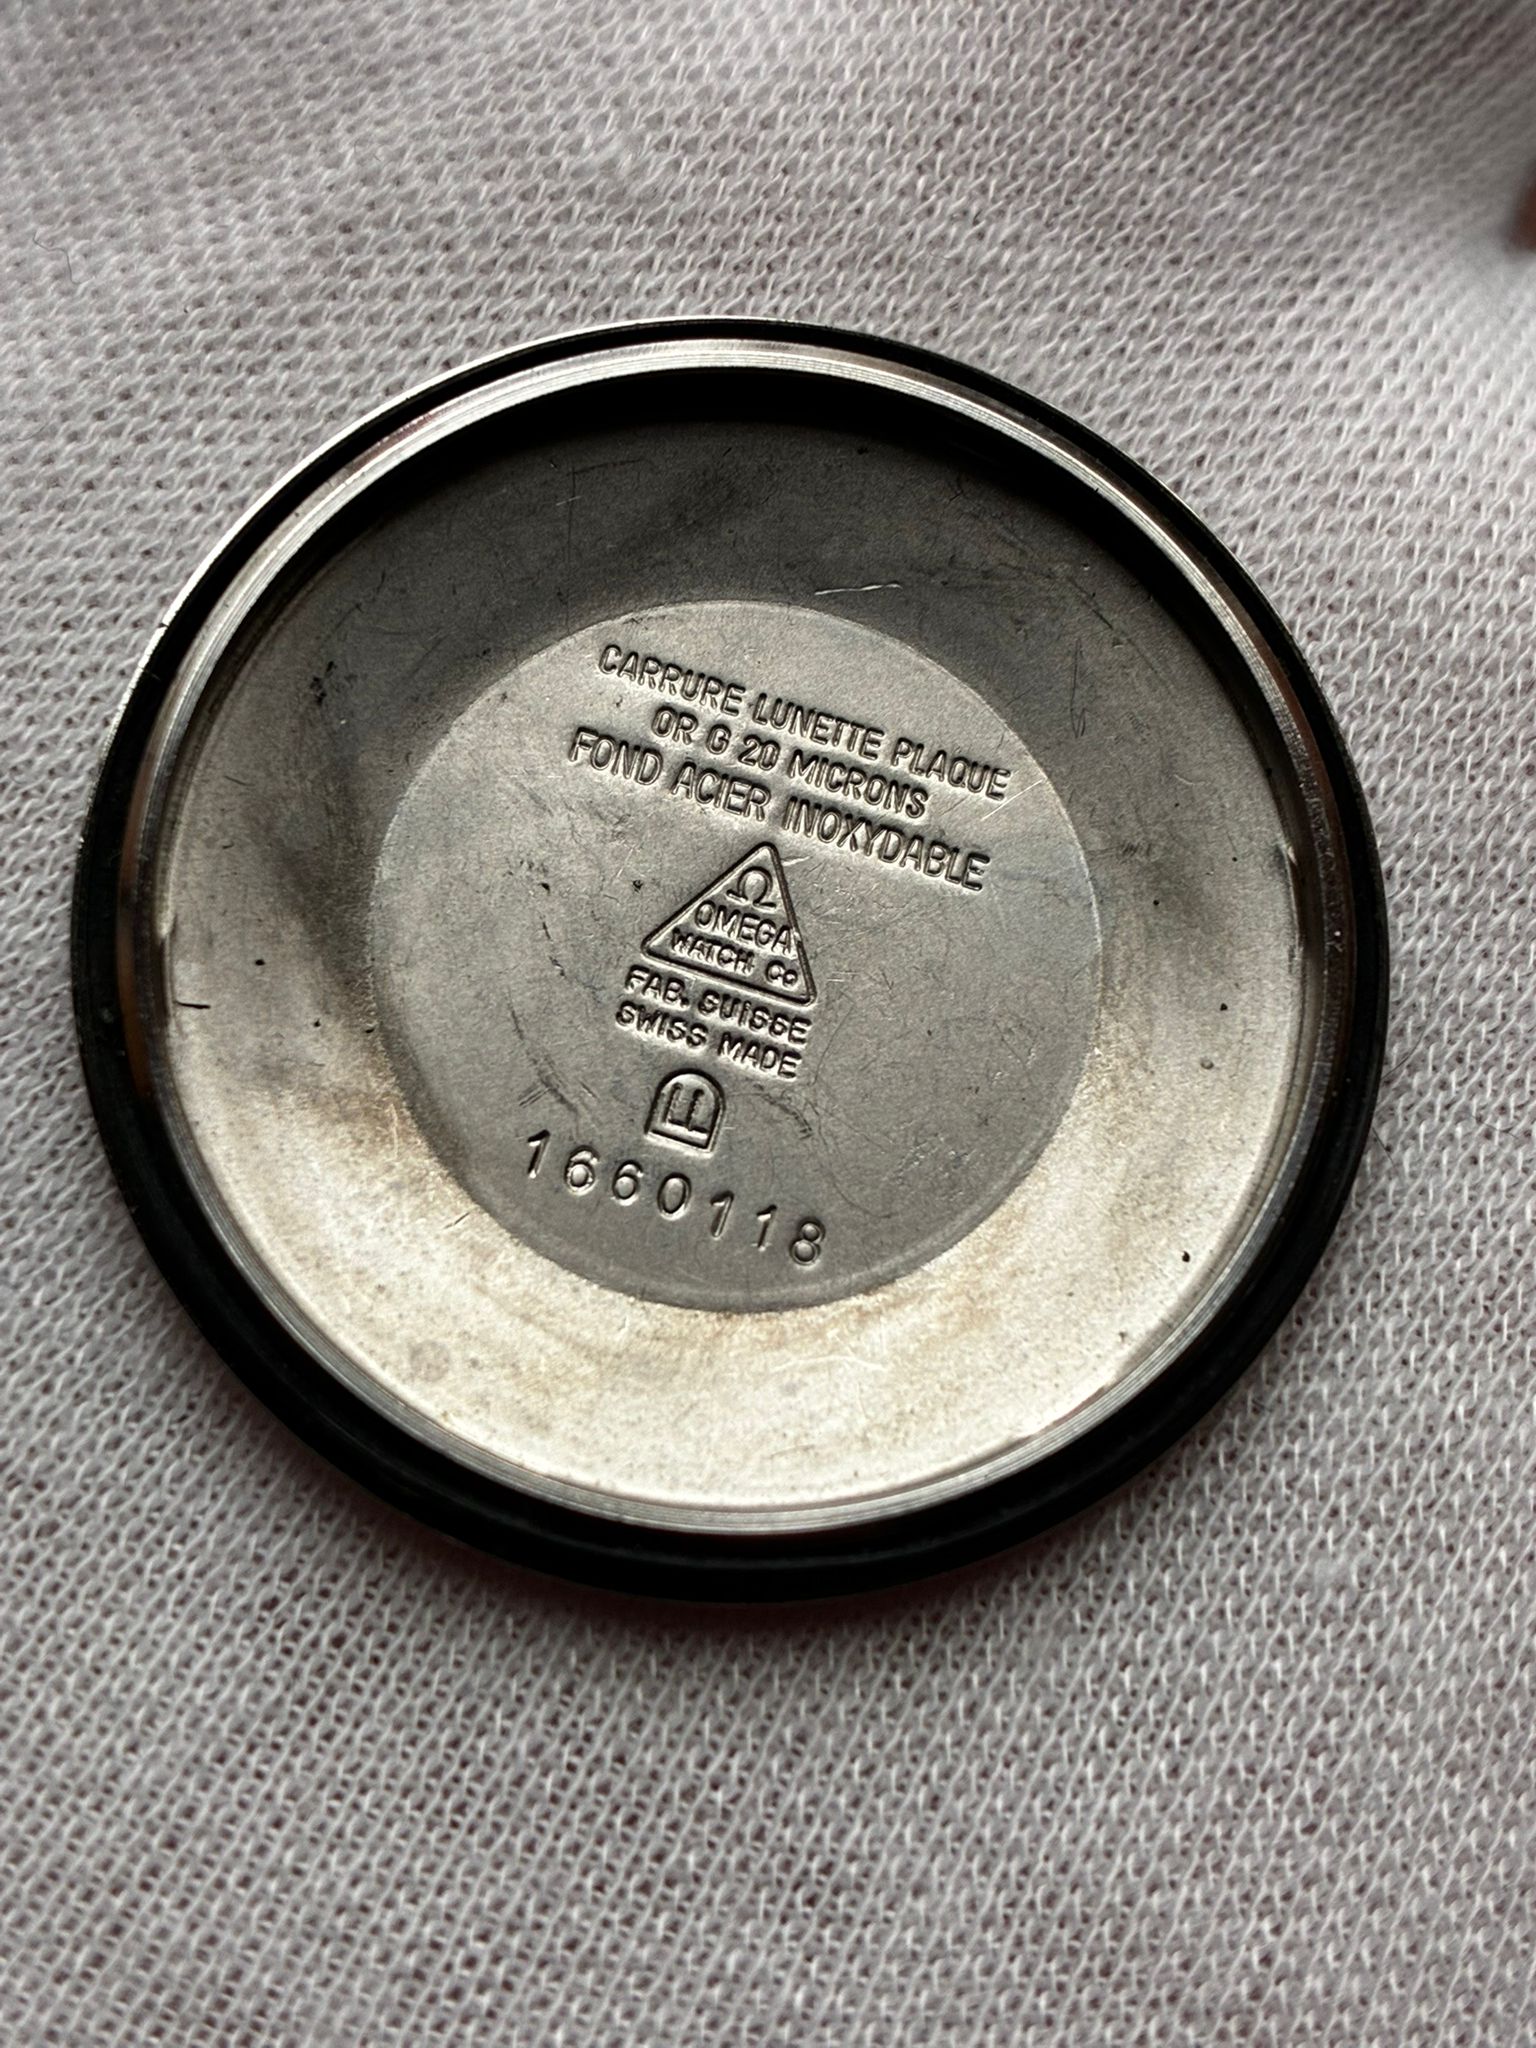 CARRURE LUNETTE PLAQUE
OR G 20 MICRONS
FOND ACIER INOXYDABLE
Ω
OMEGA
WATCH Co
FAB. SUISSE
SWISS MADE
1660118